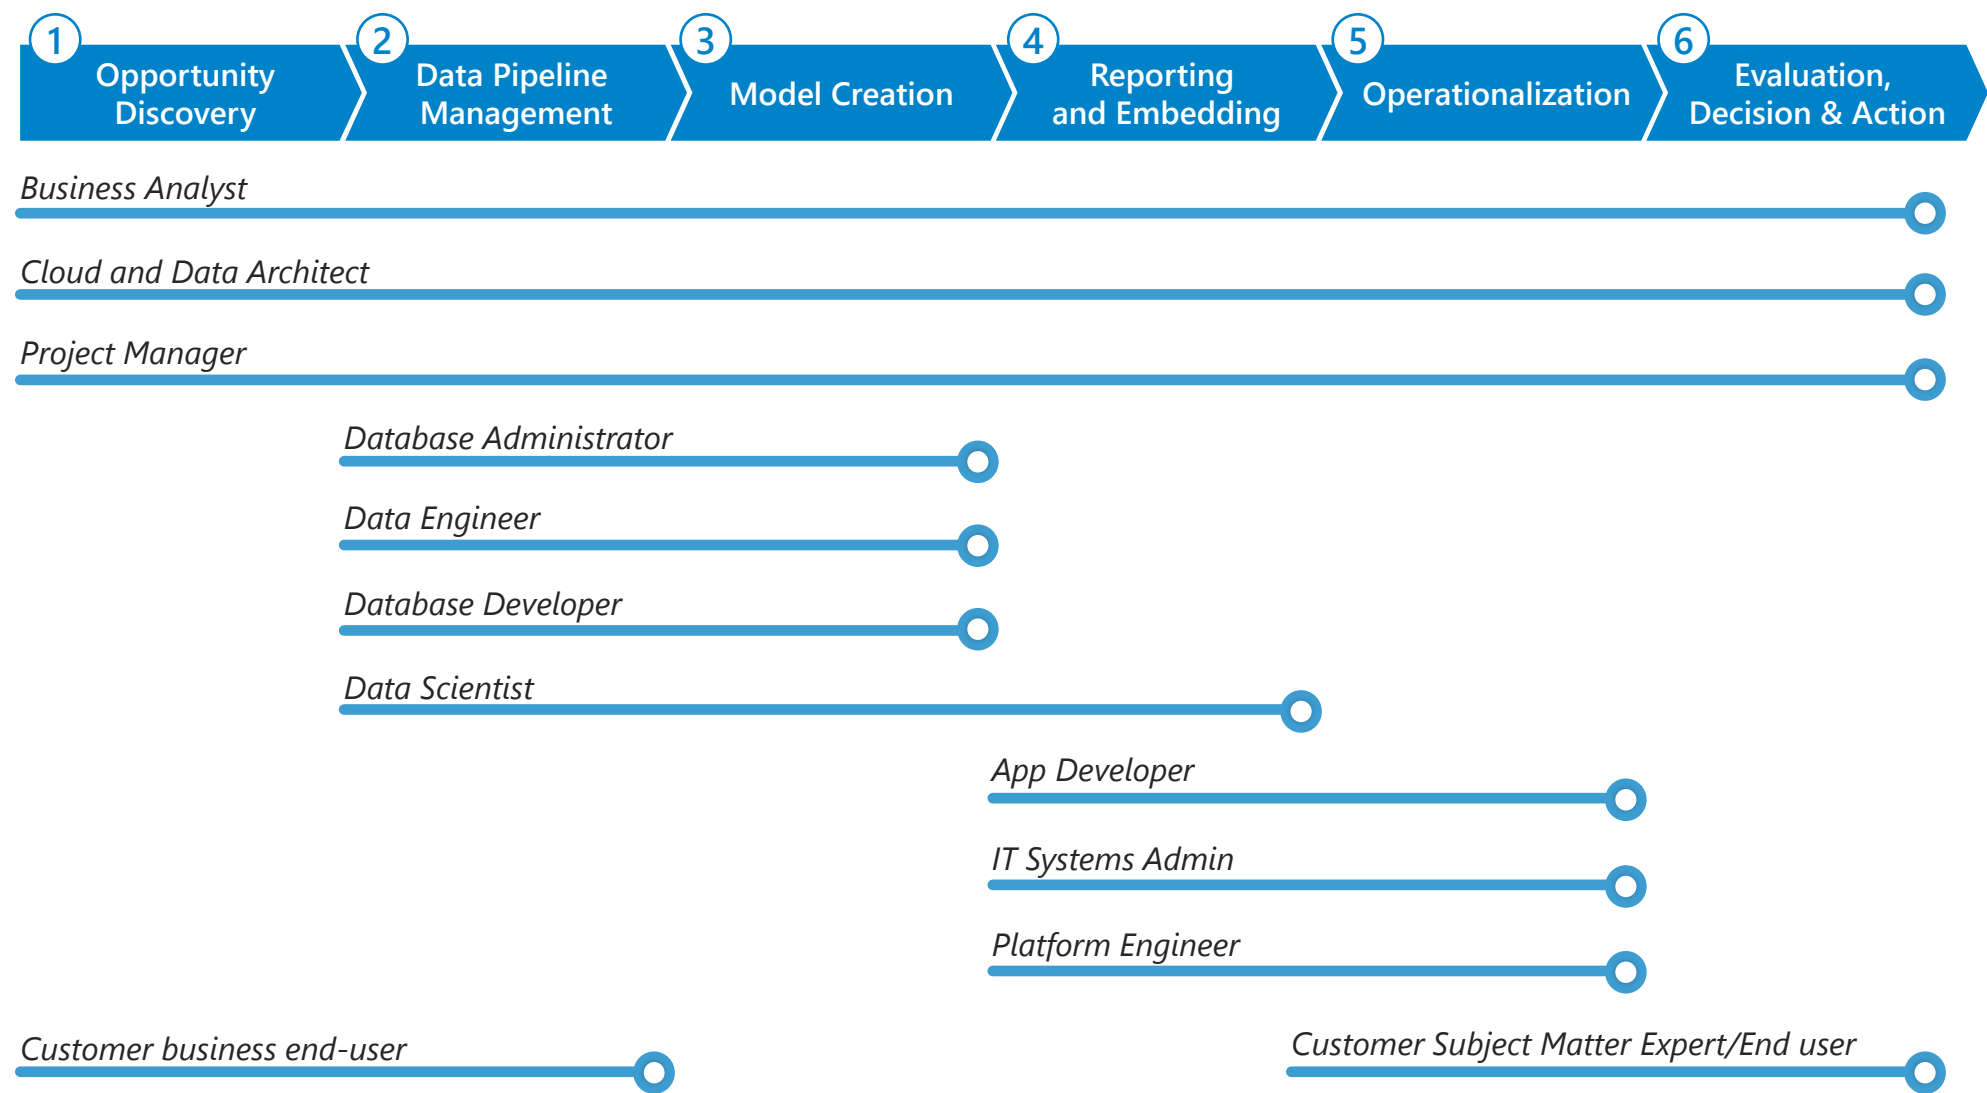 1
Opportunity
Discovery
2
Data Pipeline
Management
3
Model Creation
4
Reporting
and Embedding
5
Operationalization
6
Evaluation,
Decision & Action
Business Analyst
Cloud and Data Architect
Project Manager
Database Administrator
Data Engineer
Database Developer
Data Scientist
App Developer
IT Systems Admin
Platform Engineer
Customer business end-user
Customer Subject Matter Expert/End user